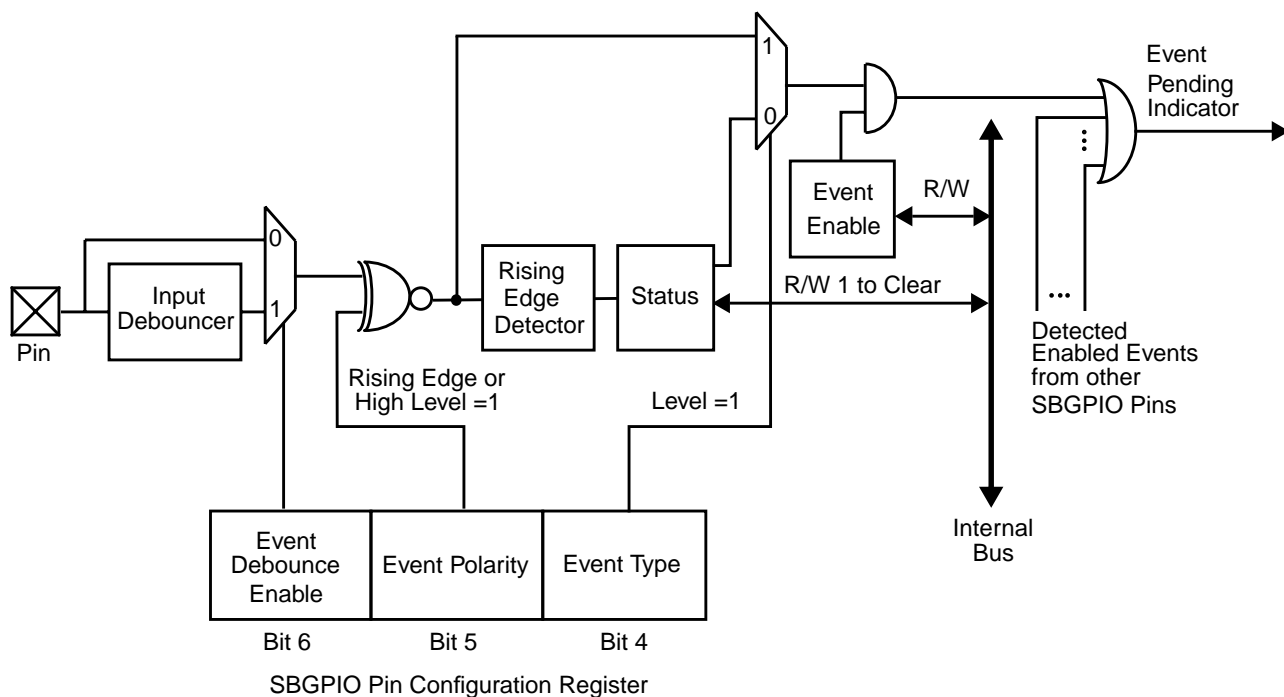 Event
Pending
Indicator
1
0
Event
Enable
R/W
0
1
Input
Debouncer
Pin
Rising
Edge
Detector
Status
R/W 1 to Clear
...
...
Detected
Enabled Events
from other
SBGPIO Pins
Rising Edge or
High Level =1
Level =1
Internal
Bus
Event
Debounce
Enable
Event Polarity
Event Type
Bit 6
Bit 5
Bit 4
SBGPIO Pin Configuration Register